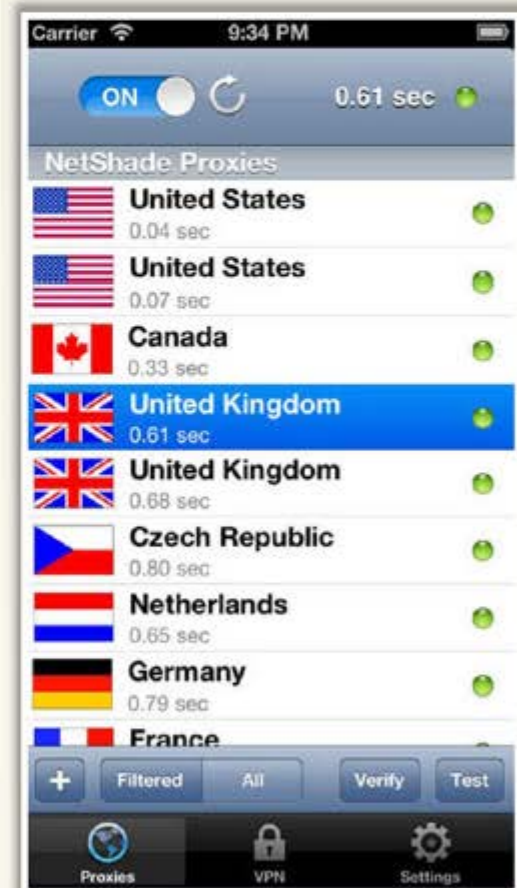 Carrier 9:34 PM
ON 0.61 sec
NetShade Proxies
United States
0.04 sec
United States
0.07 sec
Canada
0.33 sec
United Kingdom
0.61 sec
United Kingdom
0.68 sec
Czech Republic
0.80 sec
Netherlands
0.65 sec
Germany
0.79 sec
France
+ Filtered All Verify Test
Proxies VPN Settings